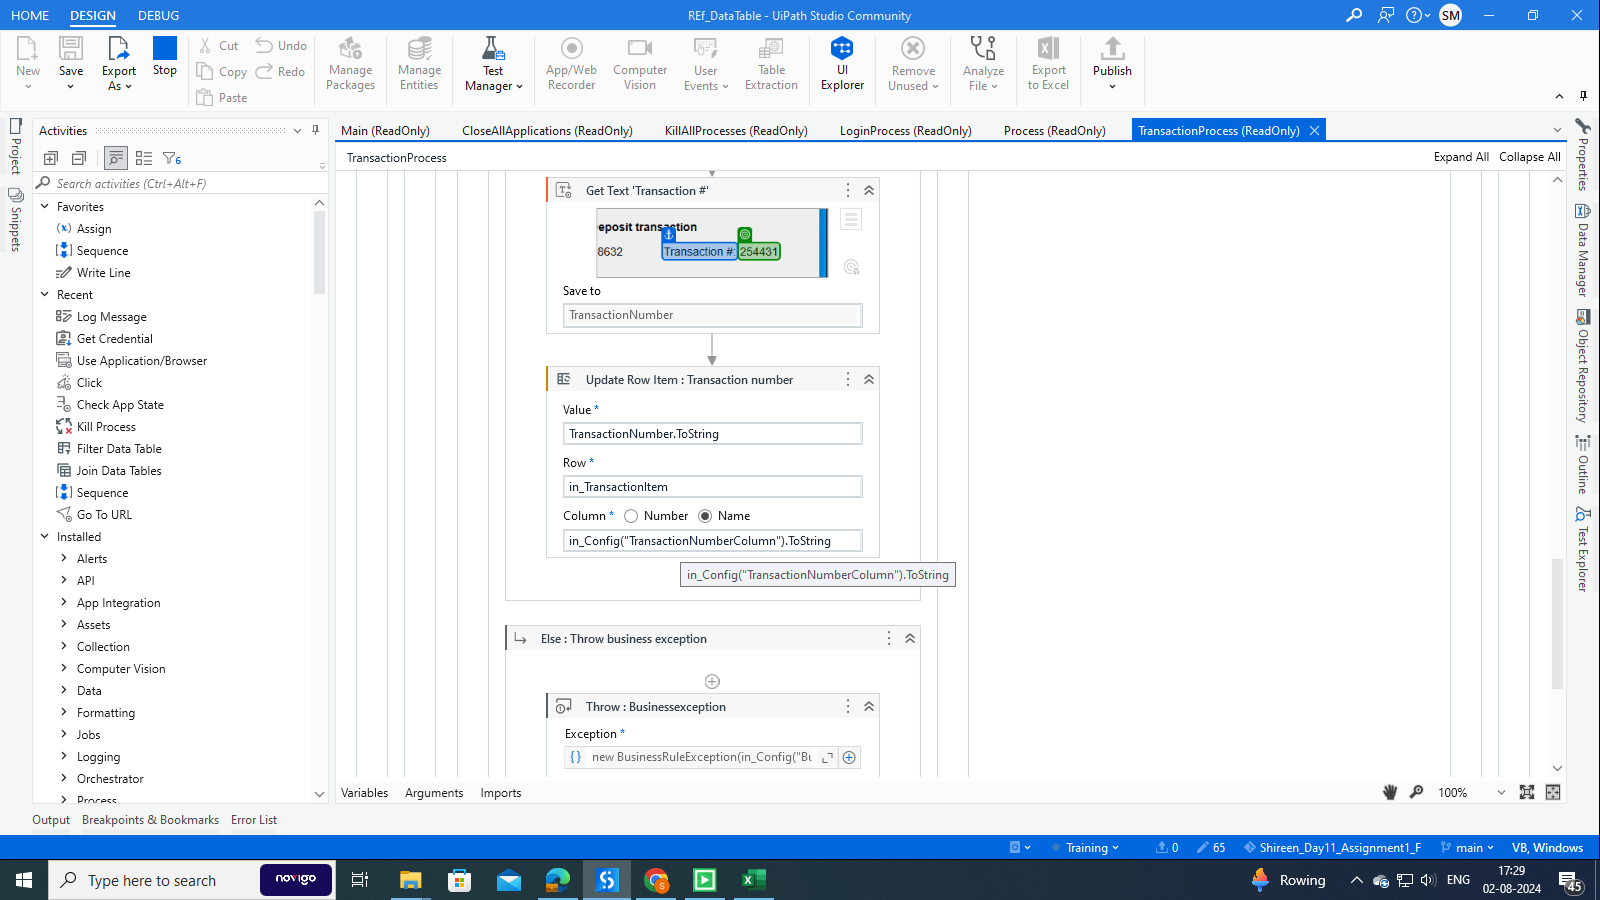 HOME DESIGN DEBUG
REf_DataTable - UiPath Studio Community
SM
New
Save
Export As
Stop
Cut
Copy
Paste
Undo
Redo
Manage Packages
Manage Entities
Test Manager
App/Web Recorder
Computer Vision
User Events
Table Extraction
UI Explorer
Remove Unused
Analyze File
Export to Excel
Publish
Project
Snippets
Activities
6
Search activities (Ctrl+Alt+F)
Favorites
Assign
Sequence
Write Line
Recent
Log Message
Get Credential
Use Application/Browser
Click
Check App State
Kill Process
Filter Data Table
Join Data Tables
Sequence
Go To URL
Installed
Alerts
API
App Integration
Assets
Collection
Computer Vision
Data
Formatting
Jobs
Logging
Orchestrator
Process
Main (ReadOnly) CloseAllApplications (ReadOnly) KillAllProcesses (ReadOnly) LoginProcess (ReadOnly) Process (ReadOnly) TransactionProcess (ReadOnly)
TransactionProcess
Expand All Collapse All
Get Text 'Transaction #'
eposit transaction
8632 Transaction #: 254431
Save to
TransactionNumber
Update Row Item : Transaction number
Value *
TransactionNumber.ToString
Row *
in_TransactionItem
Column * Number Name
in_Config("TransactionNumberColumn").ToString
in_Config("TransactionNumberColumn").ToString
Else : Throw business exception
Throw : Businessexception
Exception *
{} new BusinessRuleException(in_Config("Bu
Variables Arguments Imports
100%
Properties
Data Manager
Object Repository
Outline
Test Explorer
Output Breakpoints & Bookmarks Error List
Training 0 65 Shireen_Day11_Assignment1_F main VB, Windows
Type here to search
novigo
Rowing
ENG
17:29
02-08-2024
45